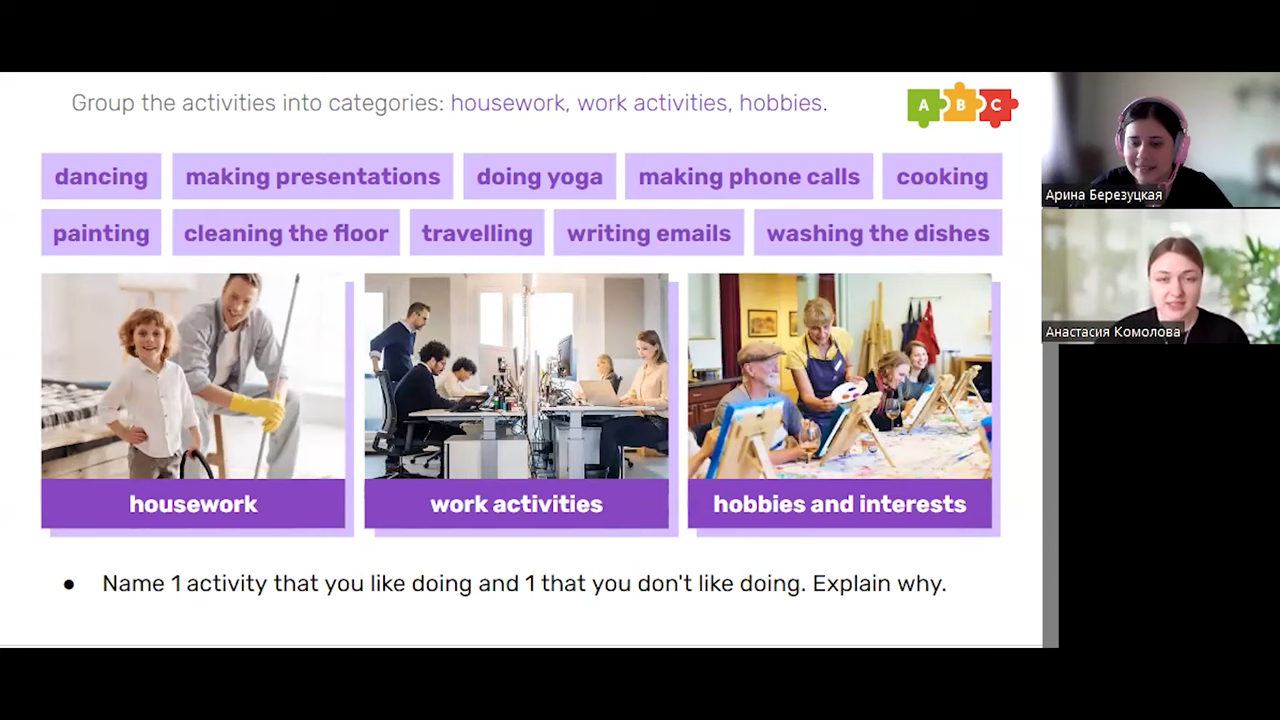 Group the activities into categories: housework, work activities, hobbies.
A B C
dancing making presentations doing yoga making phone calls cooking
painting cleaning the floor travelling writing emails washing the dishes
housework work activities hobbies and interests
● Name 1 activity that you like doing and 1 that you don't like doing. Explain why.
Арина Березуцкая
Анастасия Комолова